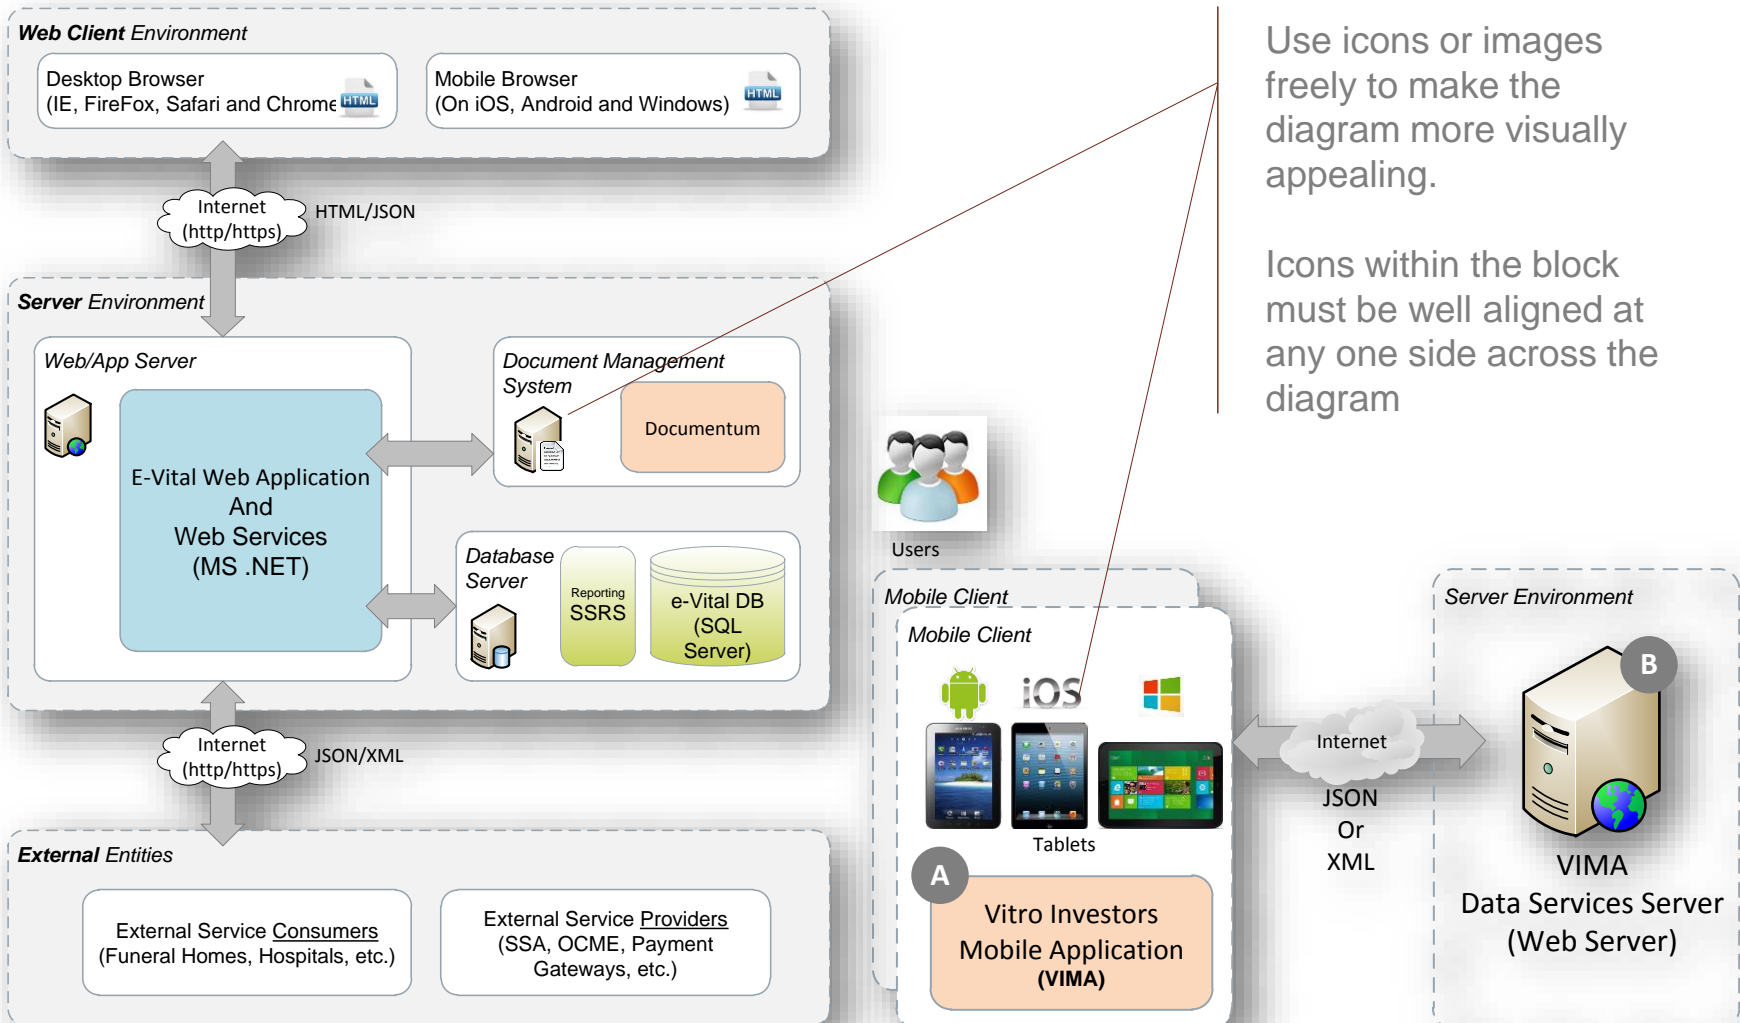 Web Client Environment
Desktop Browser
(IE, FireFox, Safari and Chrome
HTML
Mobile Browser
(On iOS, Android and Windows)
HTML
Internet
(http/https)
HTML/JSON
Server Environment
Web/App Server
E-Vital Web Application
And
Web Services
(MS .NET)
Document Management
System
Documentum
Database
Server
Reporting
SSRS
e-Vital DB
(SQL
Server)
Internet
(http/https)
JSON/XML
External Entities
External Service Consumers
(Funeral Homes, Hospitals, etc.)
External Service Providers
(SSA, OCME, Payment
Gateways, etc.)
Use icons or images
freely to make the
diagram more visually
appealing.
Icons within the block
must be well aligned at
any one side across the
diagram
Users
Mobile Client
Mobile Client
iOS
Tablets
A
Vitro Investors
Mobile Application
(VIMA)
Internet
JSON
Or
XML
Server Environment
B
VIMA
Data Services Server
(Web Server)